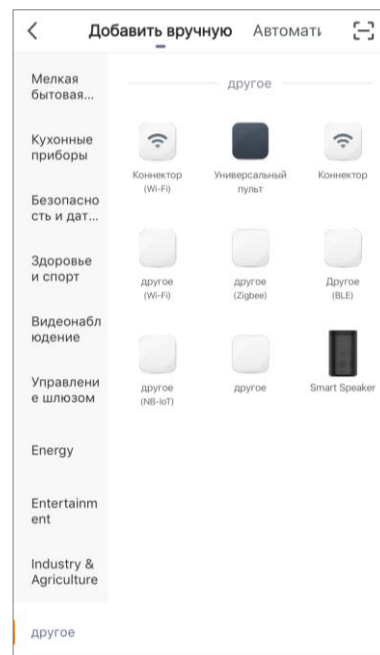 Добавить вручную Автомати
Мелкая
бытовая...
Кухонные
приборы
Безопасно
сть и дат...
Здоровье
и спорт
Видеонабл
юдение
Управлени
е шлюзом
Energy
Entertainm
ent
Industry &
Agriculture
другое
другое
Коннектор
(Wi-Fi)
Универсальный
пульт
Коннектор
другое
(Wi-Fi)
другое
(Zigbee)
Другое
(BLE)
другое
(NB-IoT)
другое
Smart Speaker